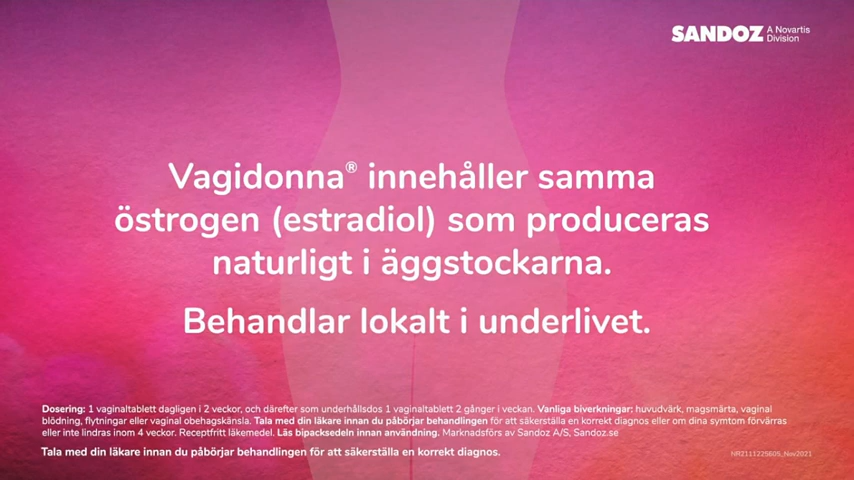 SANDOZ A Novartis
Division
Vagidonna® innehåller samma
östrogen (estradiol) som produceras
naturligt i äggstockarna.
Behandlar lokalt i underlivet.
Dosering: 1 vaginaltablett dagligen i 2 veckor, och därefter som underhållsdos 1 vaginaltablett 2 gånger i veckan. Vanliga biverkningar: huvudvärk, magsmärta, vaginal
blödning, flytningar eller vaginal obehagskänsla. Tala med din läkare innan du påbörjar behandlingen för att säkerställa en korrekt diagnos eller om dina symtom förvärras
eller inte lindras inom 4 veckor. Receptfritt läkemedel. Läs bipacksedeln innan användning. Marknadsförs av Sandoz A/S, Sandoz.se
Tala med din läkare innan du påbörjar behandlingen för att säkerställa en korrekt diagnos.
NR2111225605_Nov2021